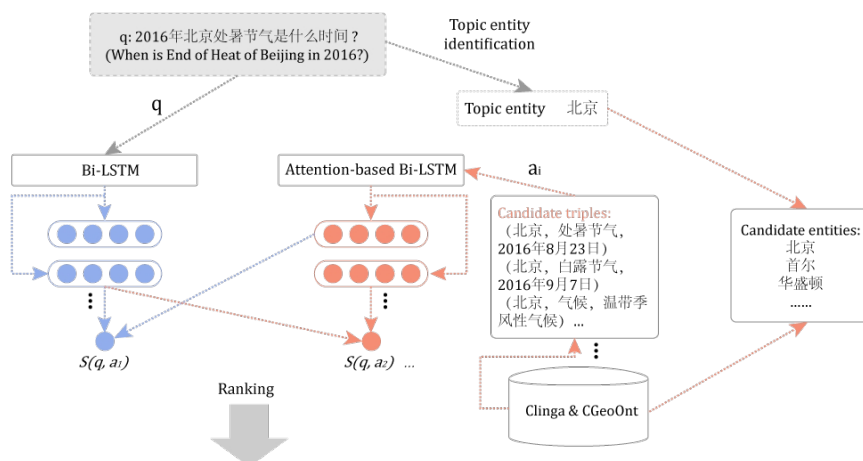 q: 2016年北京处暑节气是什么时间？
(When is End of Heat of Beijing in 2016?)
Topic entity
identification
q
Topic entity 北京
Bi-LSTM
Attention-based Bi-LSTM
ai
Candidate triples:
（北京，处暑节气，
2016年8月23日）
（北京，白露节气，
2016年9月7日）
（北京，气候，温带季
风性气候）...
Candidate entities:
北京
首尔
华盛顿
......
S(q, a1)
S(q, a2) ...
Clinga & CGeoOnt
Ranking